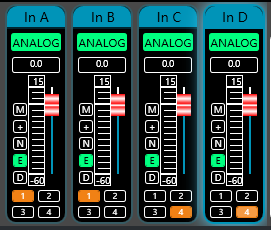 In A In B In C In D
ANALOG ANALOG ANALOG ANALOG
0.0 0.0 0.0 0.0
15 15 15 15
M M M M
+ + + +
N N N N
E E E E
D D D D
-60 -60 -60 -60
1 2 1 2 1 2 1 2
3 4 3 4 3 4 3 4